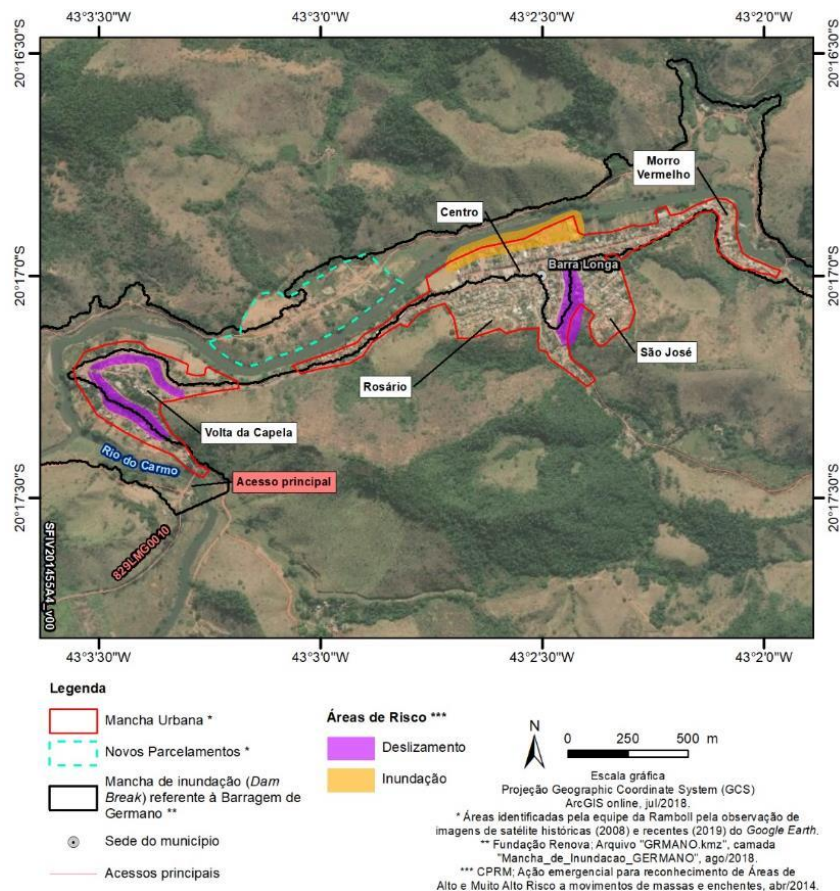 43°3'30"W 43°3'0"W 43°2'30"W 43°2'0"W
20°16'30"S 20°16'30"S
Morro
Vermelho
Centro
20°17'0"S 20°17'0"S
Barra Longa
São José
Rosário
Volta da Capela
Rio do Carmo
Acesso principal
20°17'30"S 20°17'30"S
829LMG0010
SFIV201455A4_v00
43°3'30"W 43°3'0"W 43°2'30"W 43°2'0"W
Legenda
Mancha Urbana *
Novos Parcelamentos *
Mancha de inundação (Dam
Break) referente à Barragem de
Germano **
Sede do município
Acessos principais
Áreas de Risco ***
Deslizamento
Inundação
N
0 250 500 m
Escala gráfica
Projeção Geographic Coordinate System (GCS)
ArcGIS online, jul/2018.
* Áreas identificadas pela equipe da Ramboll pela observação de
imagens de satélite históricas (2008) e recentes (2019) do Google Earth.
** Fundação Renova; Arquivo "GRMANO.kmz", camada
"Mancha_de_Inundacao_GERMANO", ago/2018.
*** CPRM; Ação emergencial para reconhecimento de Áreas de
Alto e Muito Alto Risco a movimentos de massas e enchentes, abr/2014.